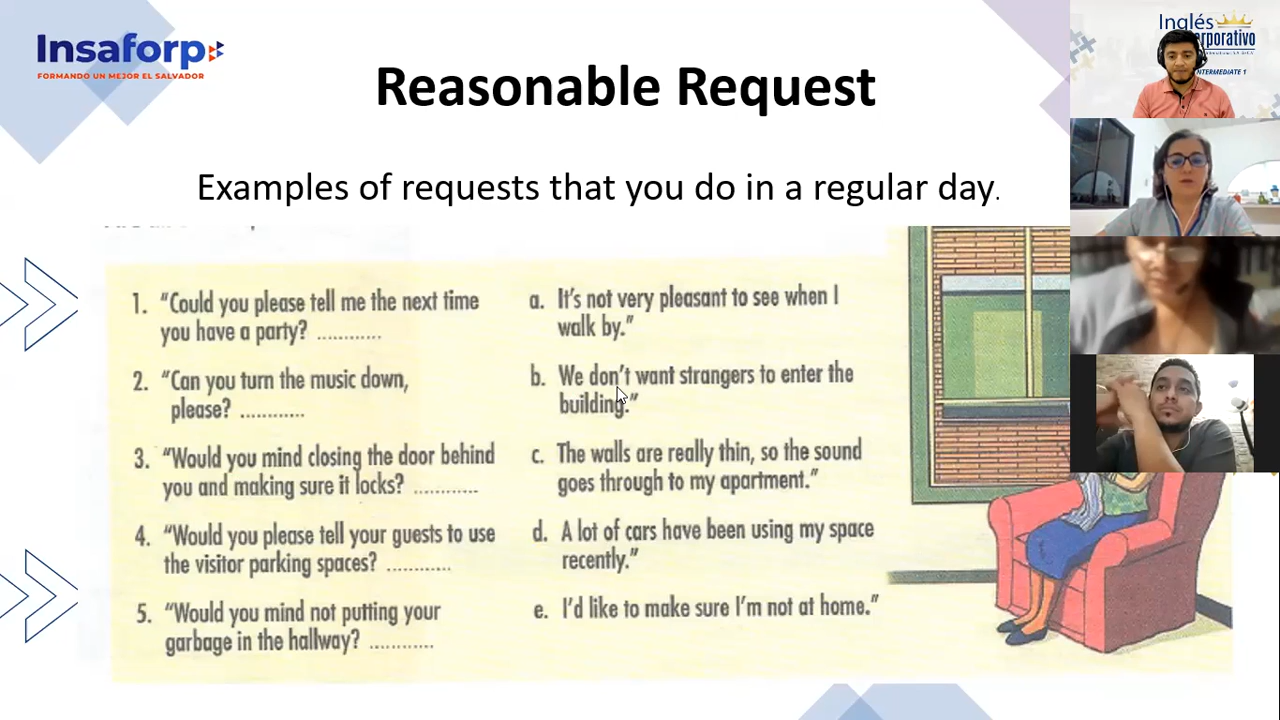 Insaforp
FORMANDO UN MEJOR EL SALVADOR
Inglés
rporativo
NTERMEDIATE 1
Reasonable Request
Examples of requests that you do in a regular day.
1. “Could you please tell me the next time
you have a party? ............
2. “Can you turn the music down,
please? ............
3. “Would you mind closing the door behind
you and making sure it locks? ............
4. “Would you please tell your guests to use
the visitor parking spaces? ............
5. “Would you mind not putting your
garbage in the hallway? ............
a. It’s not very pleasant to see when I
walk by.”
b. We don’t want strangers to enter the
building.”
c. The walls are really thin, so the sound
goes through to my apartment.”
d. A lot of cars have been using my space
recently.”
e. I’d like to make sure I’m not at home.”